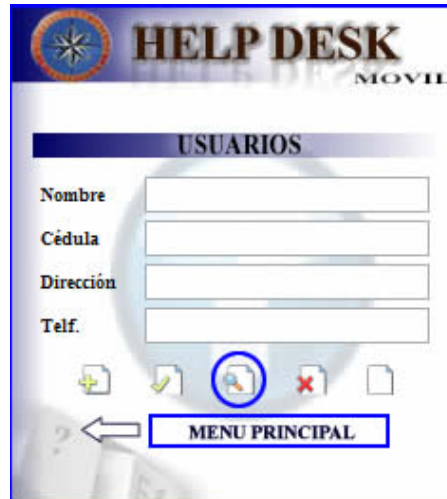 HELP DESK
MOVIL
USUARIOS
Nombre
Cédula
Dirección
Telf.
?
MENU PRINCIPAL